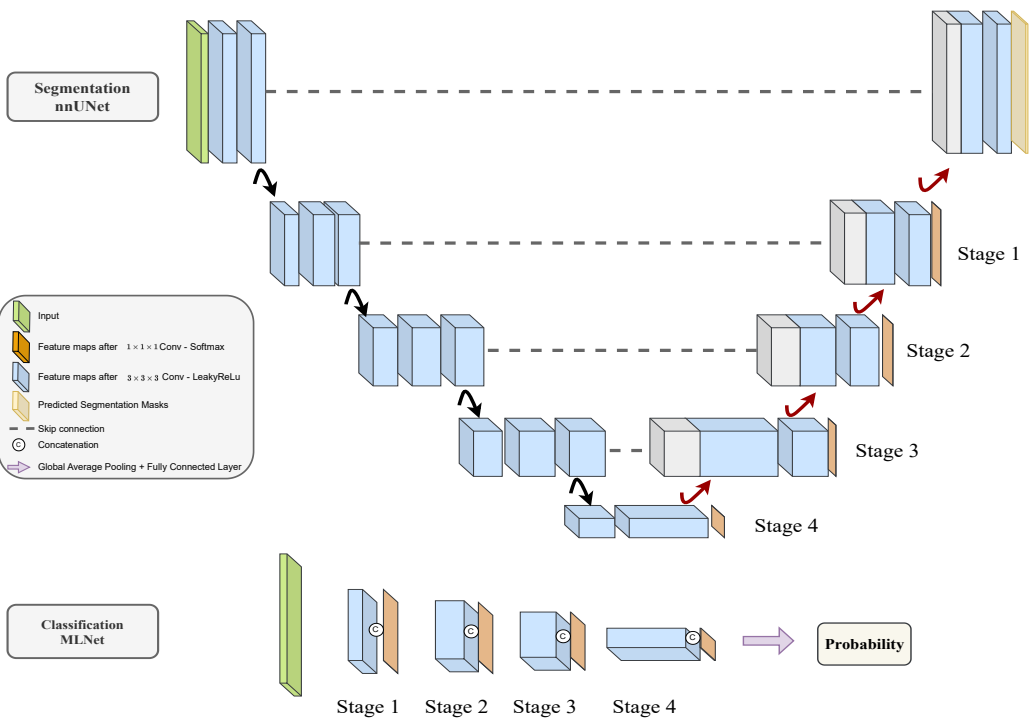 Segmentation
nnUNet
Stage 1
Stage 2
Stage 3
Stage 4
Input
Feature maps after 1 × 1 × 1 Conv - Softmax
Feature maps after 3 × 3 × 3 Conv - LeakyReLu
Predicted Segmentation Masks
Skip connection
C Concatenation
Global Average Pooling + Fully Connected Layer
Classification
MLNet
C C C C
Probability
Stage 1 Stage 2 Stage 3 Stage 4